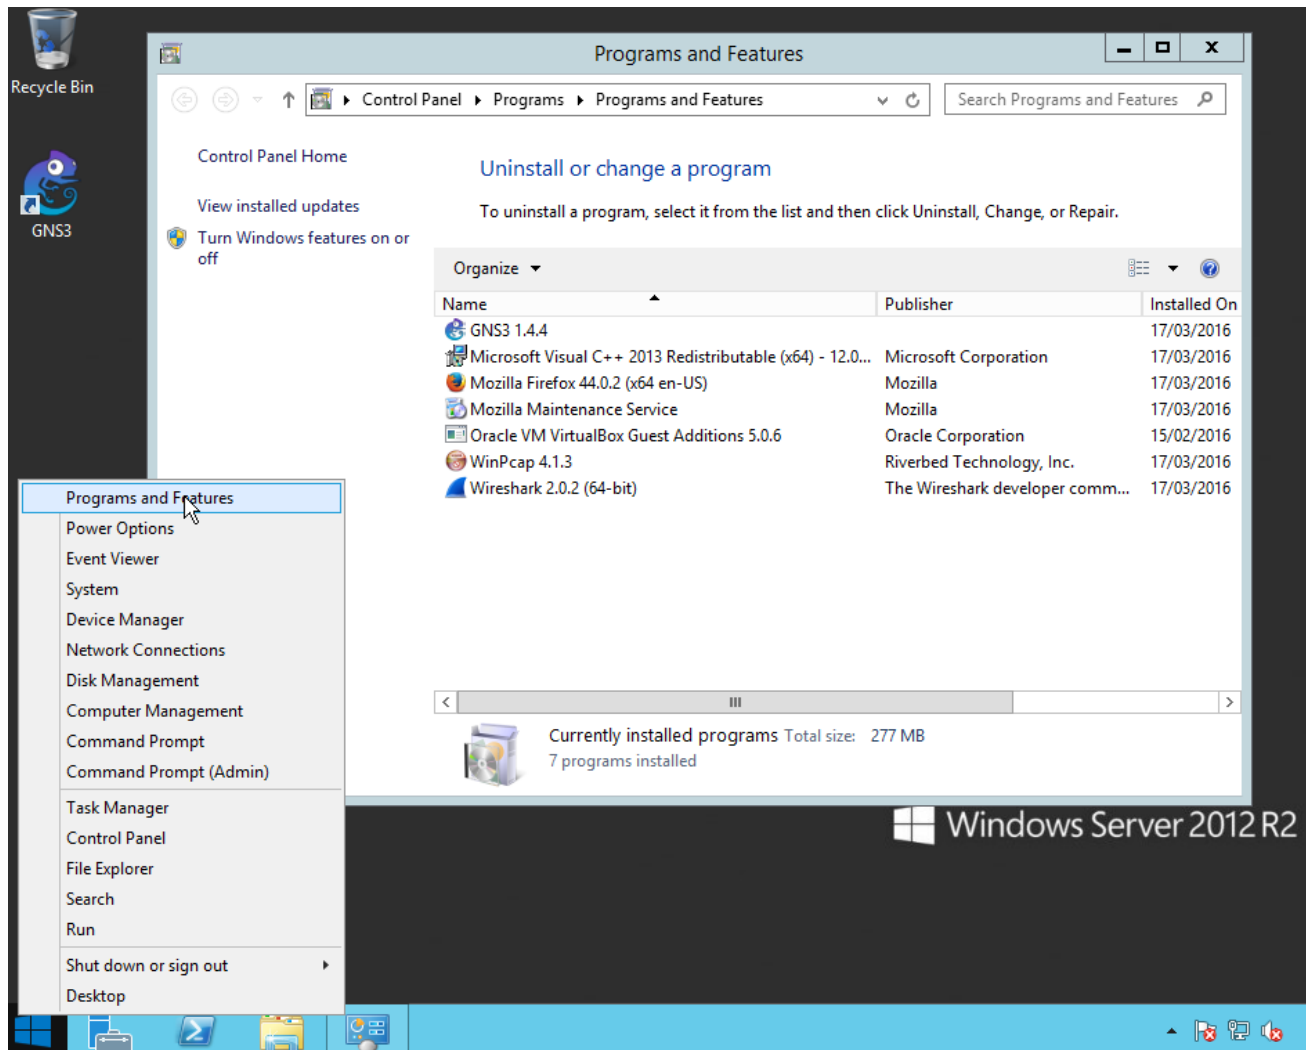 Recycle Bin
GNS3
Programs and Features
Control Panel Programs Programs and Features
Search Programs and Features
Control Panel Home
View installed updates
Turn Windows features on or
off
Uninstall or change a program
To uninstall a program, select it from the list and then click Uninstall, Change, or Repair.
Organize
Name Publisher Installed On
GNS3 1.4.4 17/03/2016
Microsoft Visual C++ 2013 Redistributable (x64) - 12.0... Microsoft Corporation 17/03/2016
Mozilla Firefox 44.0.2 (x64 en-US) Mozilla 17/03/2016
Mozilla Maintenance Service Mozilla 17/03/2016
Oracle VM VirtualBox Guest Additions 5.0.6 Oracle Corporation 15/02/2016
WinPcap 4.1.3 Riverbed Technology, Inc. 17/03/2016
Wireshark 2.0.2 (64-bit) The Wireshark developer comm... 17/03/2016
Currently installed programs Total size: 277 MB
7 programs installed
Programs and Features
Power Options
Event Viewer
System
Device Manager
Network Connections
Disk Management
Computer Management
Command Prompt
Command Prompt (Admin)
Task Manager
Control Panel
File Explorer
Search
Run
Shut down or sign out
Desktop
Windows Server 2012 R2